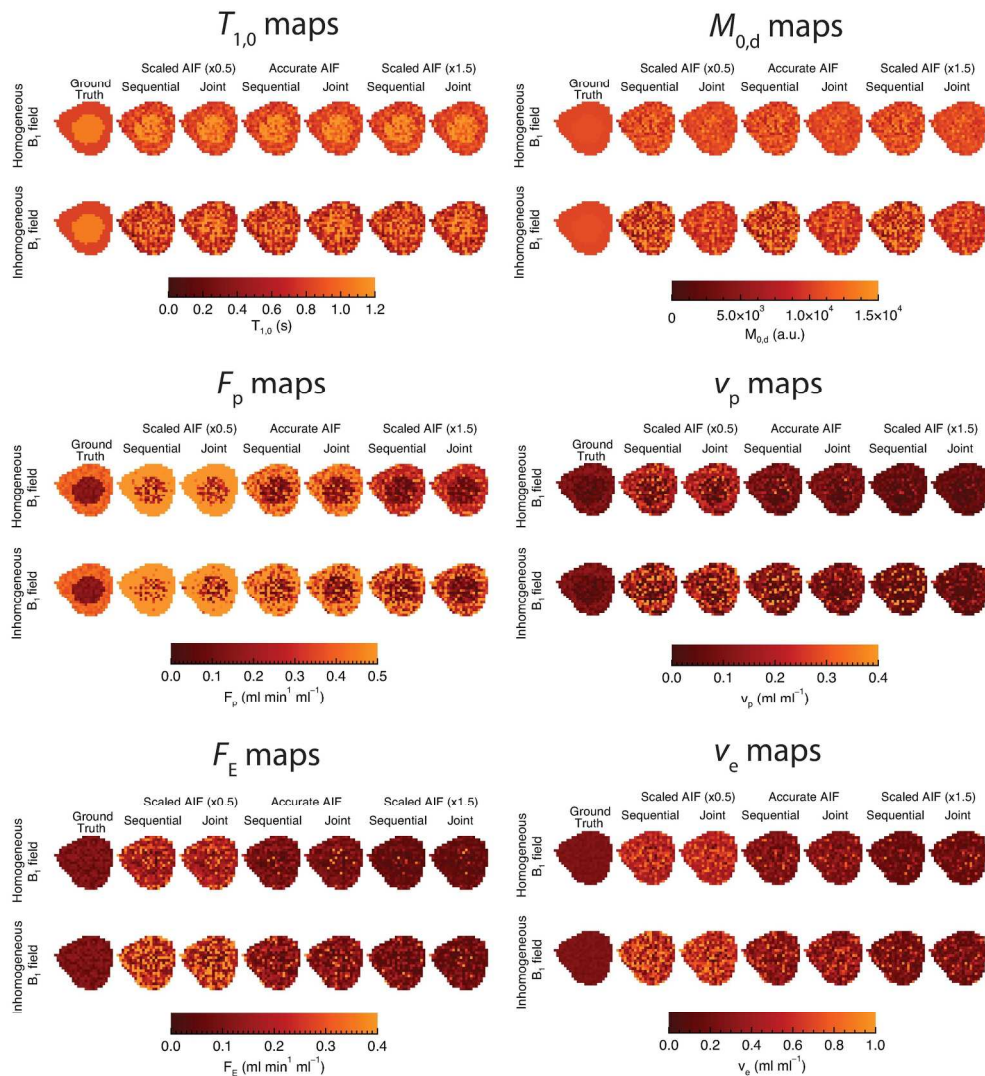 T1,0 maps
Scaled AIF (x0.5) Accurate AIF Scaled AIF (x1.5)
Ground Truth Sequential Joint Sequential Joint Sequential Joint
Homogeneous B1 field
Inhomogeneous B1 field
0.0 0.2 0.4 0.6 0.8 1.0 1.2
T1,0 (s)
M0,d maps
Scaled AIF (x0.5) Accurate AIF Scaled AIF (x1.5)
Ground Truth Sequential Joint Sequential Joint Sequential Joint
Homogeneous B1 field
Inhomogeneous B1 field
0 5.0×10³ 1.0×10⁴ 1.5×10⁴
M0,d (a.u.)
Fp maps
Scaled AIF (x0.5) Accurate AIF Scaled AIF (x1.5)
Ground Truth Sequential Joint Sequential Joint Sequential Joint
Homogeneous B1 field
Inhomogeneous B1 field
0.0 0.1 0.2 0.3 0.4 0.5
Fp (ml min¹ ml⁻¹)
vp maps
Scaled AIF (x0.5) Accurate AIF Scaled AIF (x1.5)
Ground Truth Sequential Joint Sequential Joint Sequential Joint
Homogeneous B1 field
Inhomogeneous B1 field
0.0 0.1 0.2 0.3 0.4
vp (ml ml⁻¹)
FE maps
Scaled AIF (x0.5) Accurate AIF Scaled AIF (x1.5)
Ground Truth Sequential Joint Sequential Joint Sequential Joint
Homogeneous B1 field
Inhomogeneous B1 field
0.0 0.1 0.2 0.3 0.4
FE (ml min¹ ml⁻¹)
ve maps
Scaled AIF (x0.5) Accurate AIF Scaled AIF (x1.5)
Ground Truth Sequential Joint Sequential Joint Sequential Joint
Homogeneous B1 field
Inhomogeneous B1 field
0.0 0.2 0.4 0.6 0.8 1.0
ve (ml ml⁻¹)